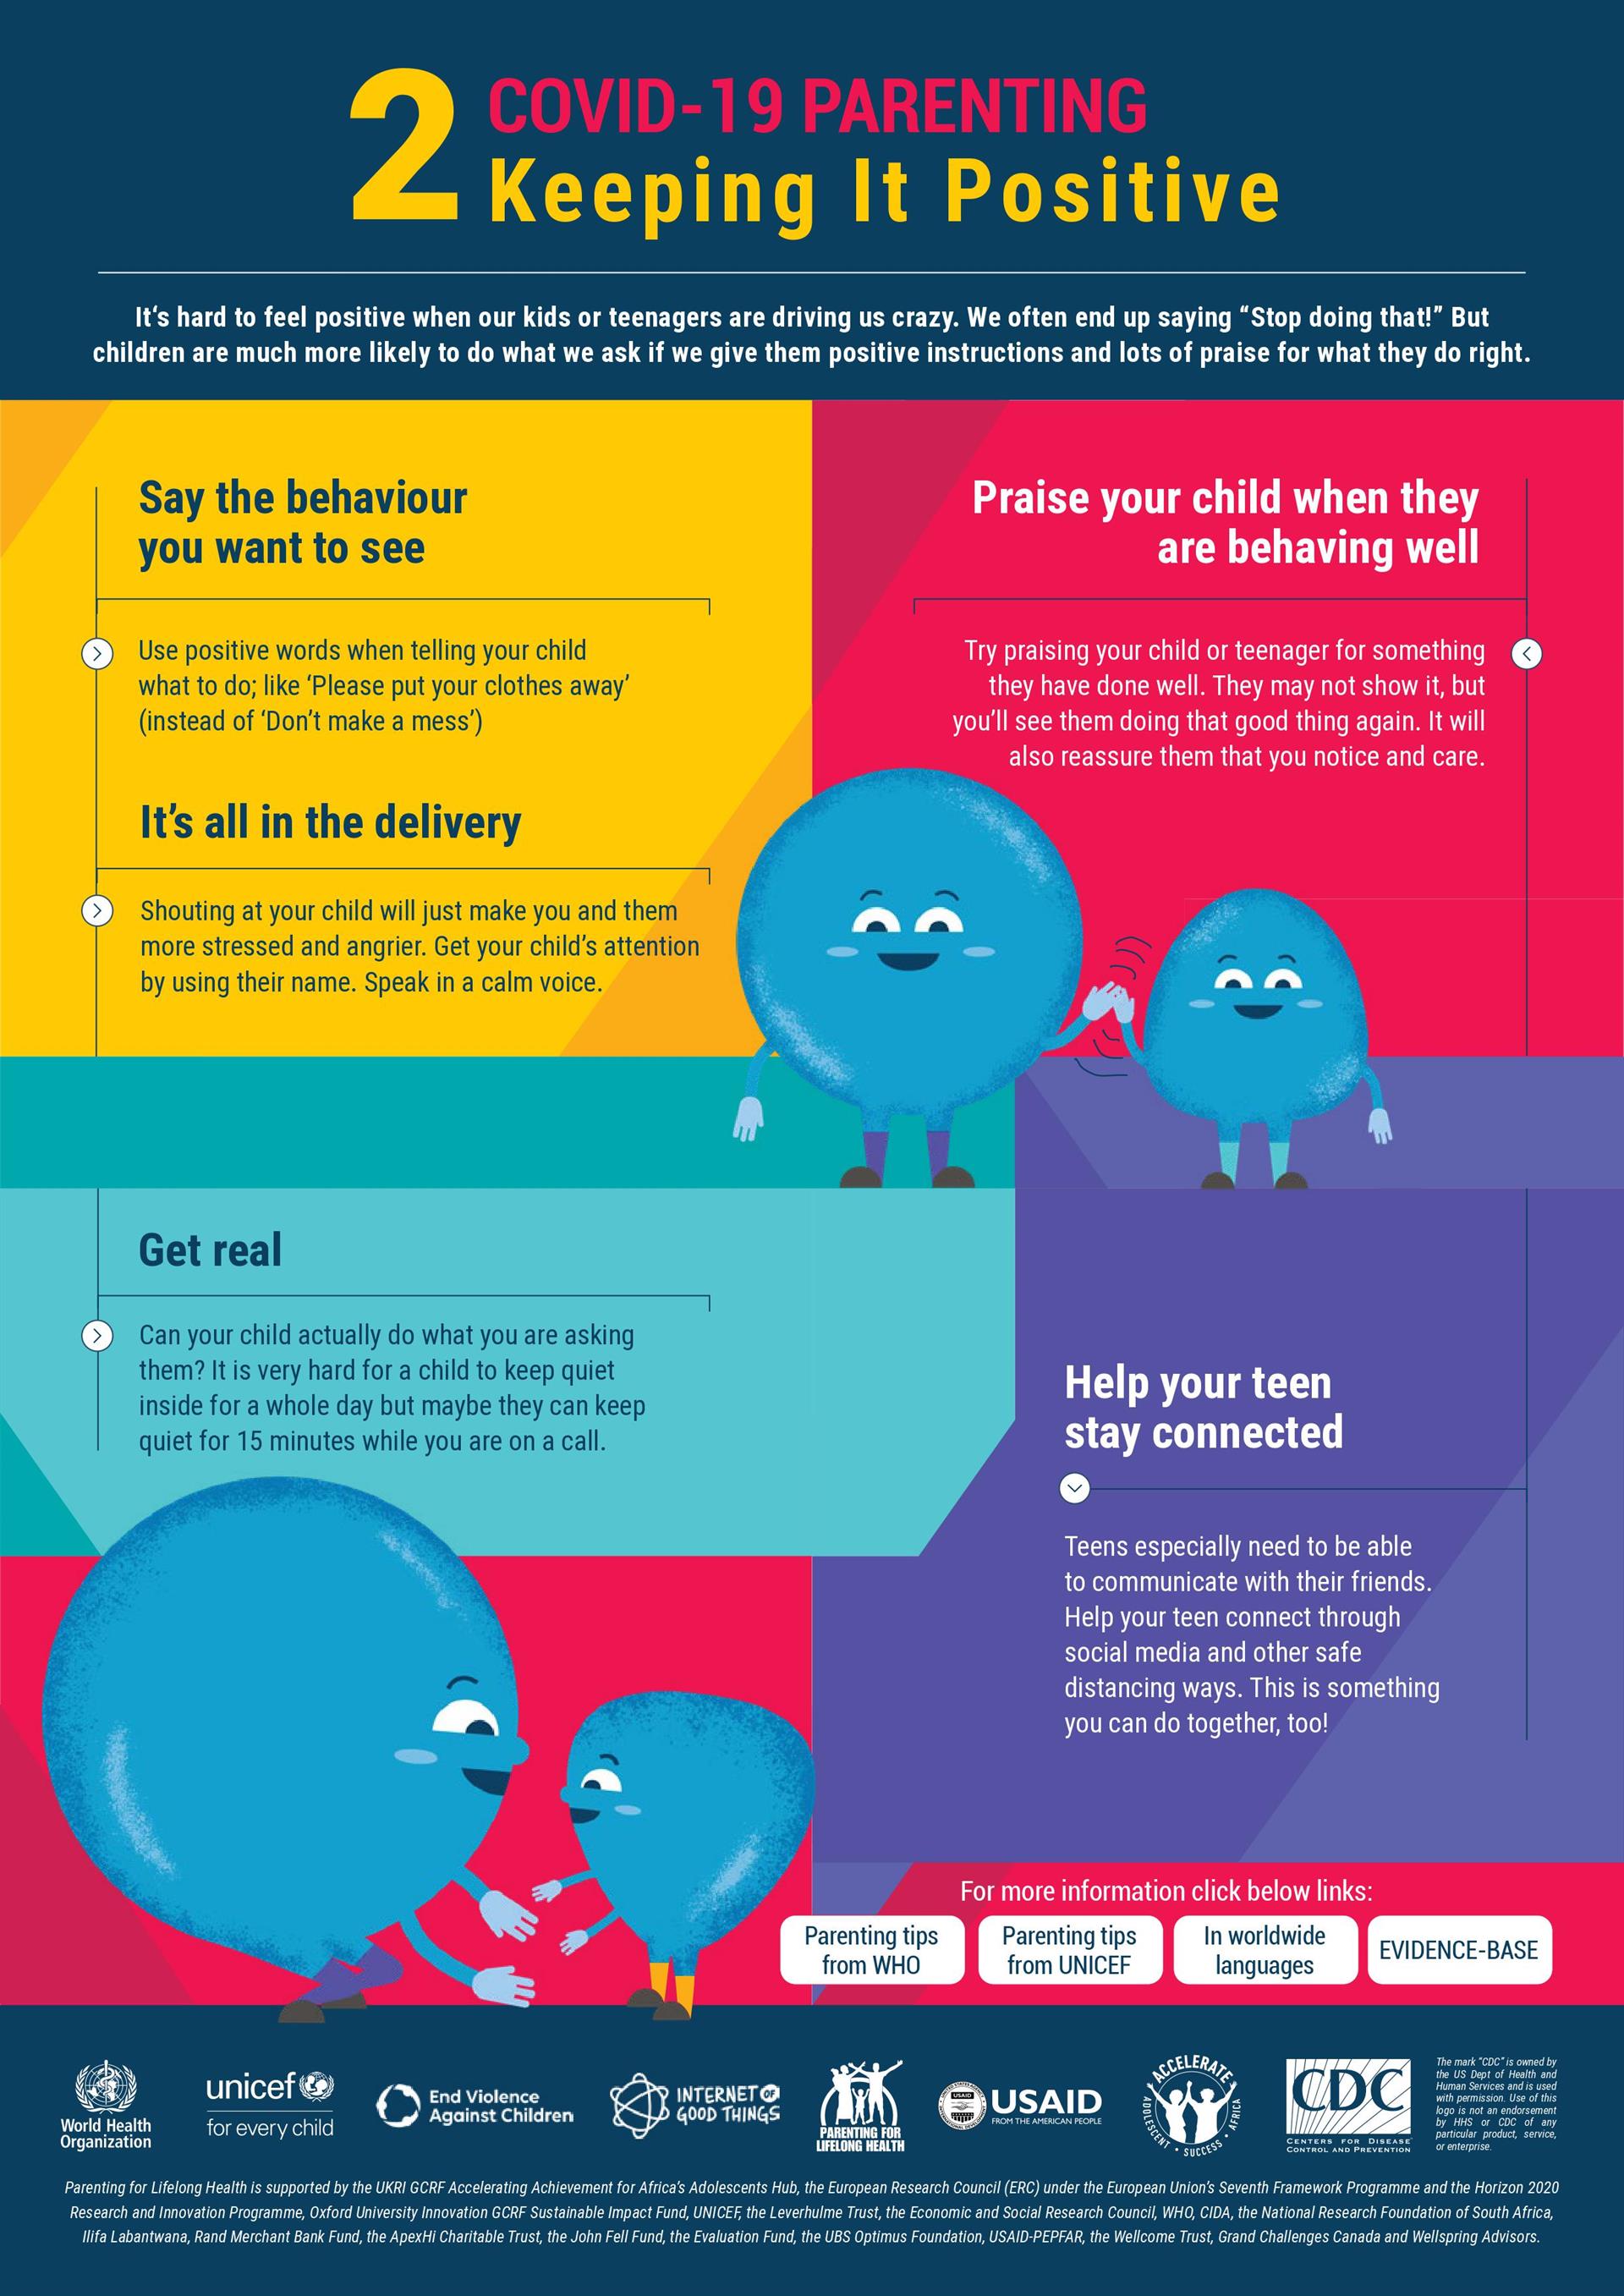 2
COVID-19 PARENTING
Keeping It Positive
It‘s hard to feel positive when our kids or teenagers are driving us crazy. We often end up saying “Stop doing that!” But
children are much more likely to do what we ask if we give them positive instructions and lots of praise for what they do right.
Say the behaviour
you want to see
Use positive words when telling your child
what to do; like ‘Please put your clothes away’
(instead of ‘Don’t make a mess’)
It’s all in the delivery
Shouting at your child will just make you and them
more stressed and angrier. Get your child’s attention
by using their name. Speak in a calm voice.
Praise your child when they
are behaving well
Try praising your child or teenager for something
they have done well. They may not show it, but
you’ll see them doing that good thing again. It will
also reassure them that you notice and care.
Get real
Can your child actually do what you are asking
them? It is very hard for a child to keep quiet
inside for a whole day but maybe they can keep
quiet for 15 minutes while you are on a call.
Help your teen
stay connected
Teens especially need to be able
to communicate with their friends.
Help your teen connect through
social media and other safe
distancing ways. This is something
you can do together, too!
For more information click below links:
Parenting tips
from WHO
Parenting tips
from UNICEF
In worldwide
languages
EVIDENCE-BASE
World Health
Organization
unicef
for every child
End Violence
Against Children
INTERNET OF
GOOD THINGS
PARENTING FOR
LIFELONG HEALTH
USAID
USAID
FROM THE AMERICAN PEOPLE
ACCELERATE
ADOLESCENT • SUCCESS • AFRICA
CDC
CENTERS FOR DISEASE
CONTROL AND PREVENTION
The mark “CDC” is owned by
the US Dept of Health and
Human Services and is used
with permission. Use of this
logo is not an endorsement
by HHS or CDC of any
particular product, service,
or enterprise.
Parenting for Lifelong Health is supported by the UKRI GCRF Accelerating Achievement for Africa’s Adolescents Hub, the European Research Council (ERC) under the European Union’s Seventh Framework Programme and the Horizon 2020
Research and Innovation Programme, Oxford University Innovation GCRF Sustainable Impact Fund, UNICEF, the Leverhulme Trust, the Economic and Social Research Council, WHO, CIDA, the National Research Foundation of South Africa,
Ilifa Labantwana, Rand Merchant Bank Fund, the ApexHi Charitable Trust, the John Fell Fund, the Evaluation Fund, the UBS Optimus Foundation, USAID-PEPFAR, the Wellcome Trust, Grand Challenges Canada and Wellspring Advisors.